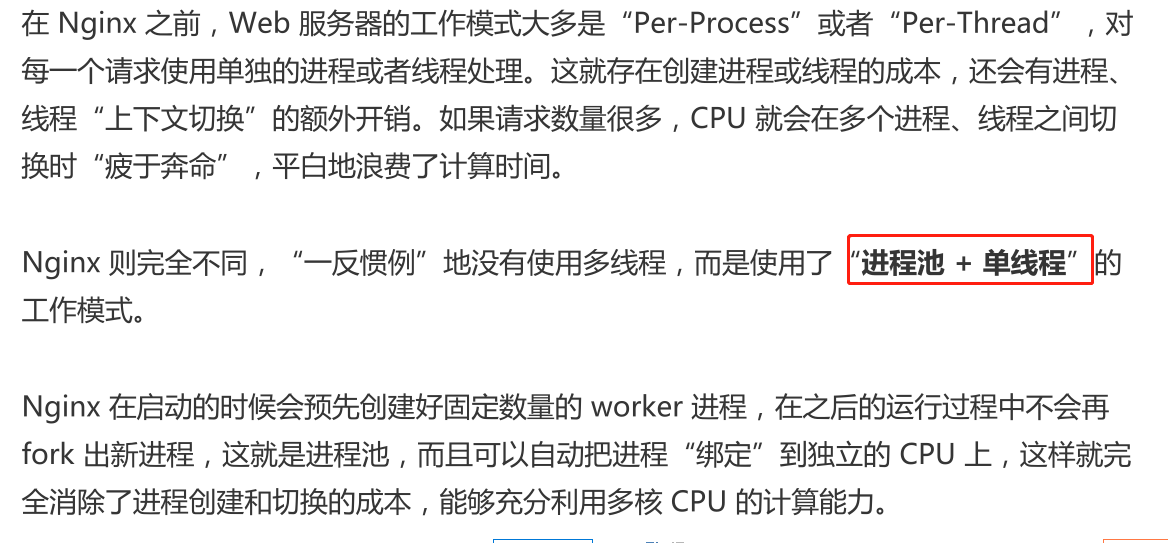 在 Nginx 之前，Web 服务器的工作模式大多是“Per-Process”或者“Per-Thread”，对
每一个请求使用单独的进程或者线程处理。这就存在创建进程或线程的成本，还会有进程、
线程“上下文切换”的额外开销。如果请求数量很多，CPU 就会在多个进程、线程之间切
换时“疲于奔命”，平白地浪费了计算时间。
Nginx 则完全不同，“一反惯例”地没有使用多线程，而是使用了“进程池 + 单线程”的
工作模式。
Nginx 在启动的时候会预先创建好固定数量的 worker 进程，在之后的运行过程中不会再
fork 出新进程，这就是进程池，而且可以自动把进程“绑定”到独立的 CPU 上，这样就完
全消除了进程创建和切换的成本，能够充分利用多核 CPU 的计算能力。